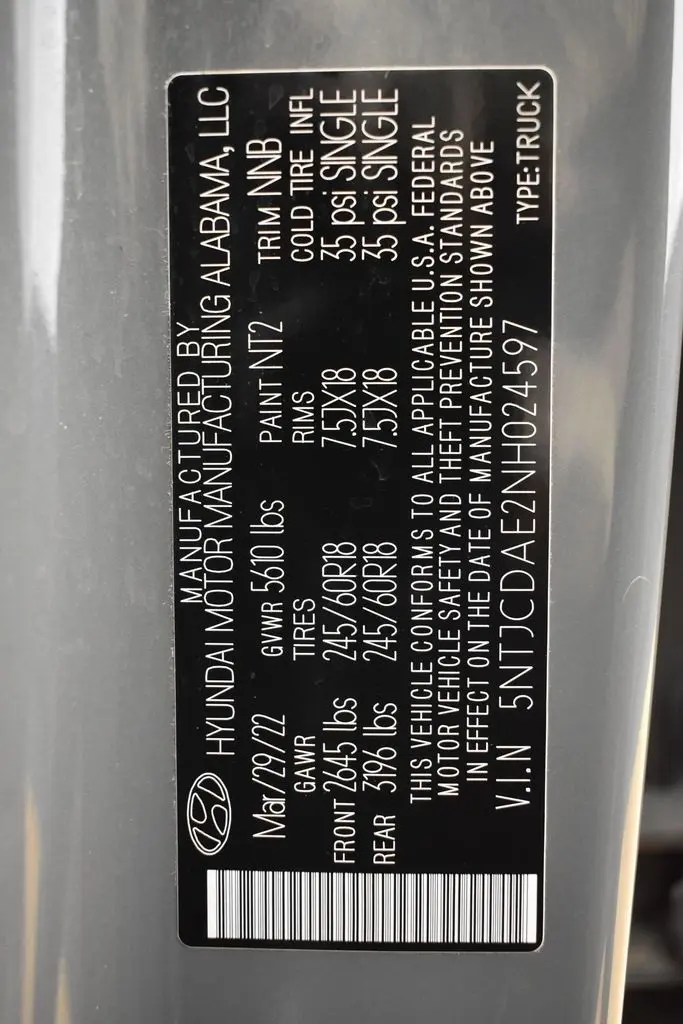 MANUFACTURED BY
HYUNDAI MOTOR MANUFACTURING ALABAMA, LLC
Mar/29/22 GVWR 5610 lbs PAINT NT2 TRIM NNB
GAWR TIRES RIMS COLD TIRE INFL
FRONT 2645 lbs 245/60R18 7.5JX18 35 psi SINGLE
REAR 3196 lbs 245/60R18 7.5JX18 35 psi SINGLE
THIS VEHICLE CONFORMS TO ALL APPLICABLE U.S.A. FEDERAL
MOTOR VEHICLE SAFETY AND THEFT PREVENTION STANDARDS
IN EFFECT ON THE DATE OF MANUFACTURE SHOWN ABOVE
V.I.N 5NTJCDAE2NH024597 TYPE:TRUCK